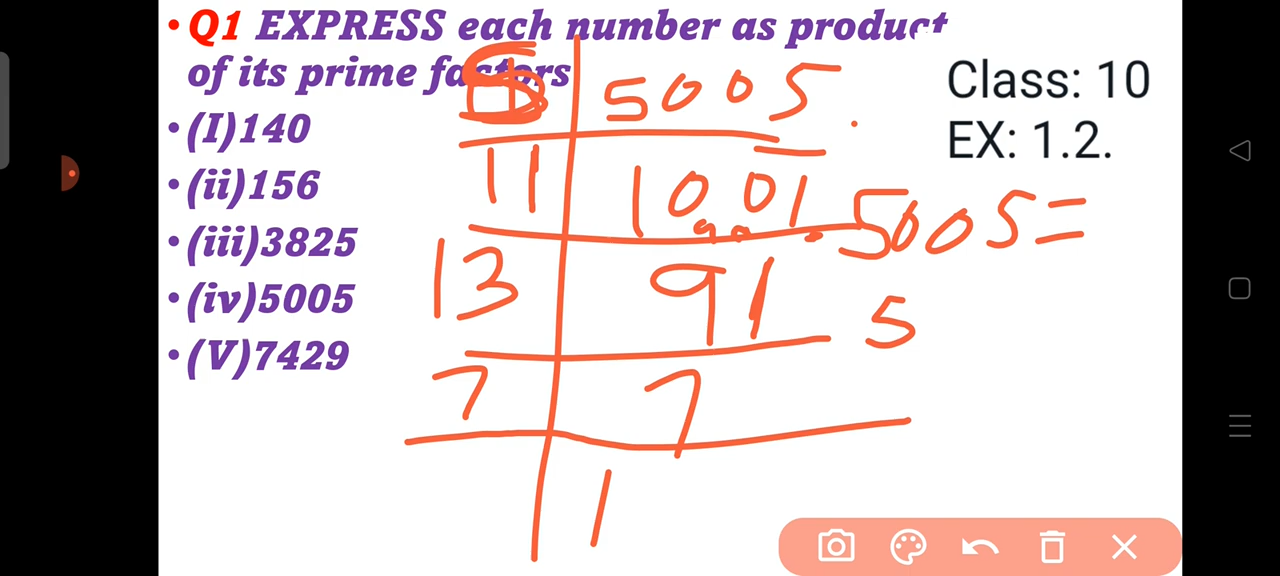 • Q1 EXPRESS each number as product
of its prime factors
Class: 10
EX: 1.2.
• (I)140
• (ii)156
• (iii)3825
• (iv)5005
• (V)7429
5 5005
11 1001
13 91
7 7
1
5005=
5